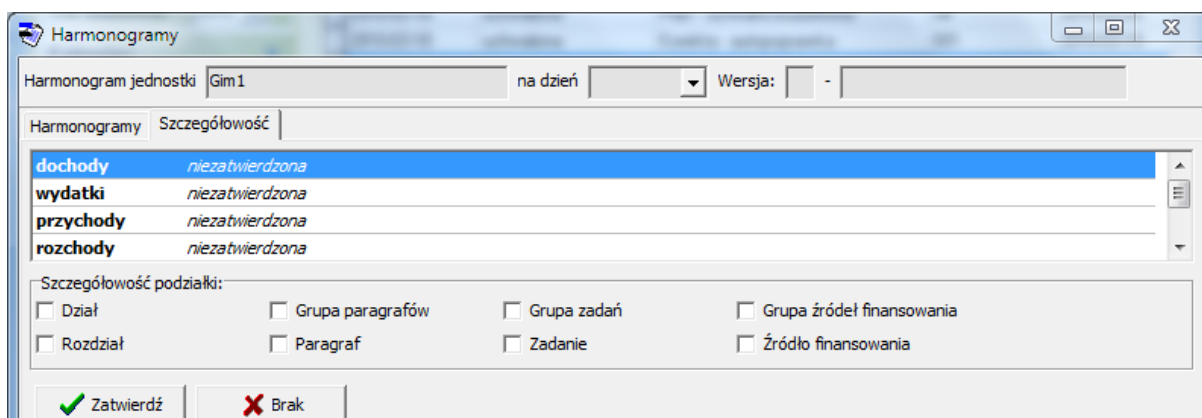 Harmonogramy
Harmonogram jednostki Gim1 na dzień Wersja: -
Harmonogramy Szczegółowość
dochody niezatwierdzona
wydatki niezatwierdzona
przychody niezatwierdzona
rozchody niezatwierdzona
Szczegółowość podziałki:
Dział Grupa paragrafów Grupa zadań Grupa źródeł finansowania
Rozdział Paragraf Zadanie Źródło finansowania
Zatwierdź Brak